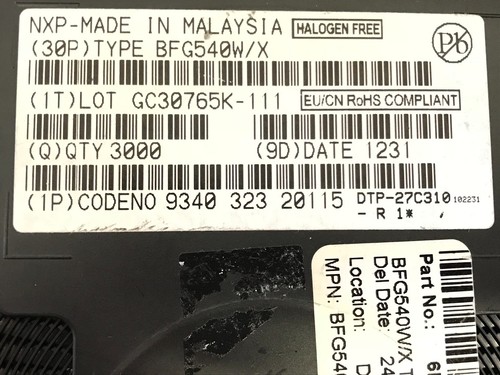 NXP-MADE IN MALAYSIA HALOGEN FREE
(30P)TYPE BFG540W/X Pb
(1T)LOT GC30765K-111 EU/CN RoHS COMPLIANT
(Q)QTY 3000 (9D)DATE 1231
(1P)CODENO 9340 323 20115 DTP-27C310 102231
- R 1*
Part No.:
BFG540W/X
Del Date: 24
Location:
MPN: